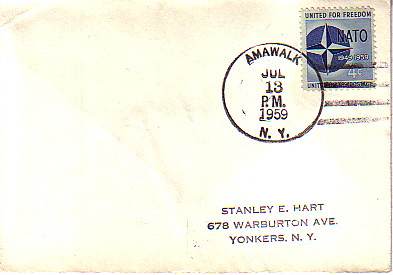 UNITED FOR FREEDOM
NATO
1949-1959
4¢
AMAWALK
JUL
13
P.M.
1959
N. Y.
STANLEY E. HART
678 WARBURTON AVE.
YONKERS, N. Y.